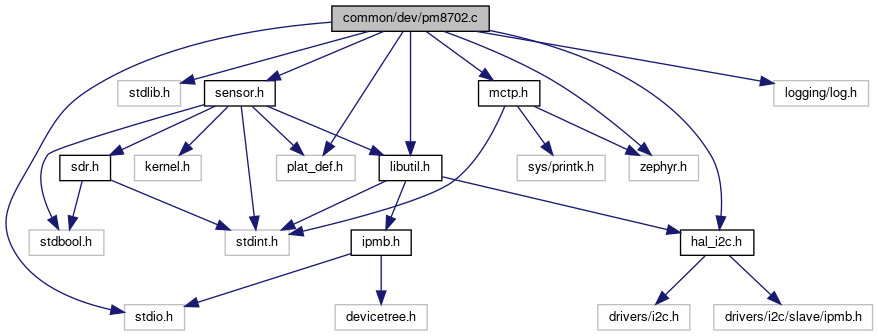 common/dev/pm8702.c
stdlib.h
sensor.h
mctp.h
logging/log.h
sdr.h
kernel.h
plat_def.h
libutil.h
sys/printk.h
zephyr.h
stdbool.h
stdint.h
ipmb.h
hal_i2c.h
stdio.h
devicetree.h
drivers/i2c.h
drivers/i2c/slave/ipmb.h